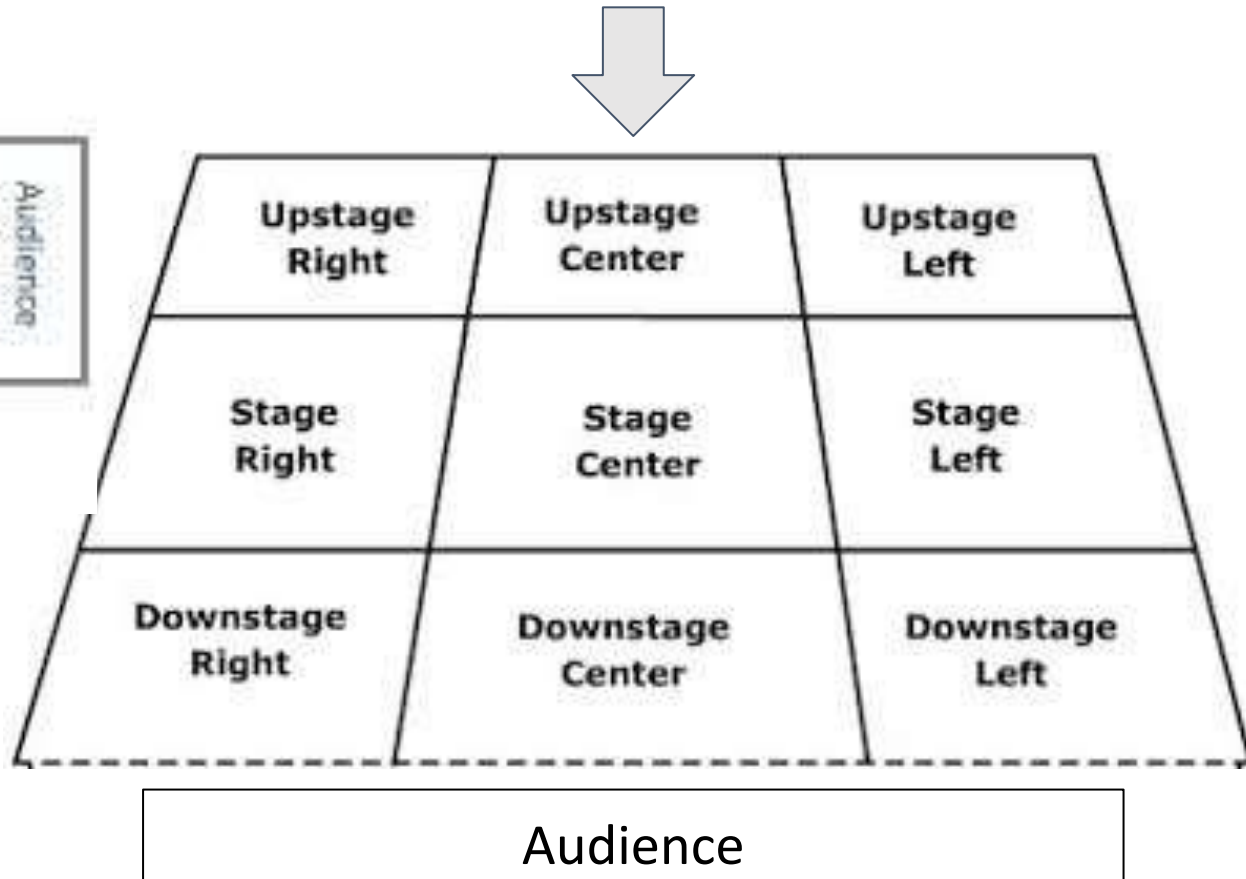 Audience
Upstage
Right
Upstage
Center
Upstage
Left
Stage
Right
Stage
Center
Stage
Left
Downstage
Right
Downstage
Center
Downstage
Left
Audience